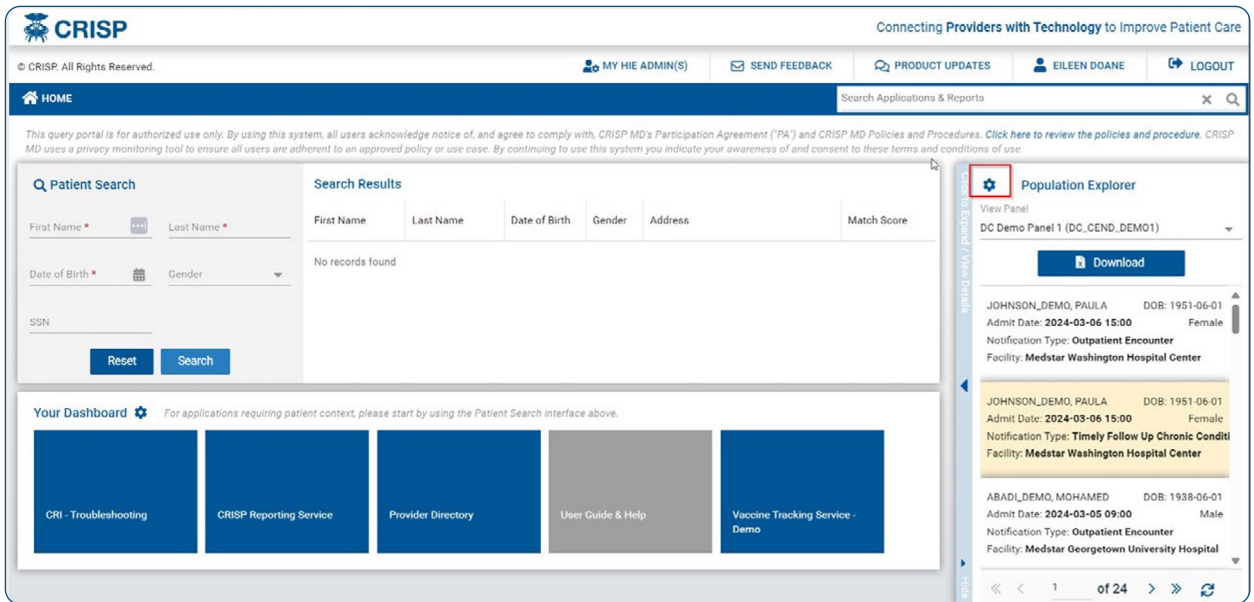 CRISP
Connecting Providers with Technology to Improve Patient Care
© CRISP. All Rights Reserved.
MY HIE ADMIN(S)
SEND FEEDBACK
PRODUCT UPDATES
EILEEN DOANE
LOGOUT
HOME
Search Applications & Reports
This query portal is for authorized use only. By using this system, all users acknowledge notice of, and agree to comply with, CRISP MD's Participation Agreement ("PA") and CRISP MD Policies and Procedures. Click here to review the policies and procedure. CRISP
MD uses a privacy monitoring tool to ensure all users are adherent to an approved policy or use case. By continuing to use this system you indicate your awareness of and consent to these terms and conditions of use.
Patient Search
First Name *
Last Name *
Date of Birth *
Gender
SSN
Reset
Search
Search Results
First Name Last Name Date of Birth Gender Address Match Score
No records found
Your Dashboard
For applications requiring patient context, please start by using the Patient Search interface above.
CRI - Troubleshooting
CRISP Reporting Service
Provider Directory
User Guide & Help
Vaccine Tracking Service -
Demo
Click to Expand / View Details
Hide
Population Explorer
View Panel
DC Demo Panel 1 (DC_CEND_DEMO1)
Download
JOHNSON_DEMO, PAULA DOB: 1951-06-01
Admit Date: 2024-03-06 15:00 Female
Notification Type: Outpatient Encounter
Facility: Medstar Washington Hospital Center
JOHNSON_DEMO, PAULA DOB: 1951-06-01
Admit Date: 2024-03-06 15:00 Female
Notification Type: Timely Follow Up Chronic Conditi
Facility: Medstar Washington Hospital Center
ABADI_DEMO, MOHAMED DOB: 1938-06-01
Admit Date: 2024-03-05 09:00 Male
Notification Type: Outpatient Encounter
Facility: Medstar Georgetown University Hospital
1 of 24